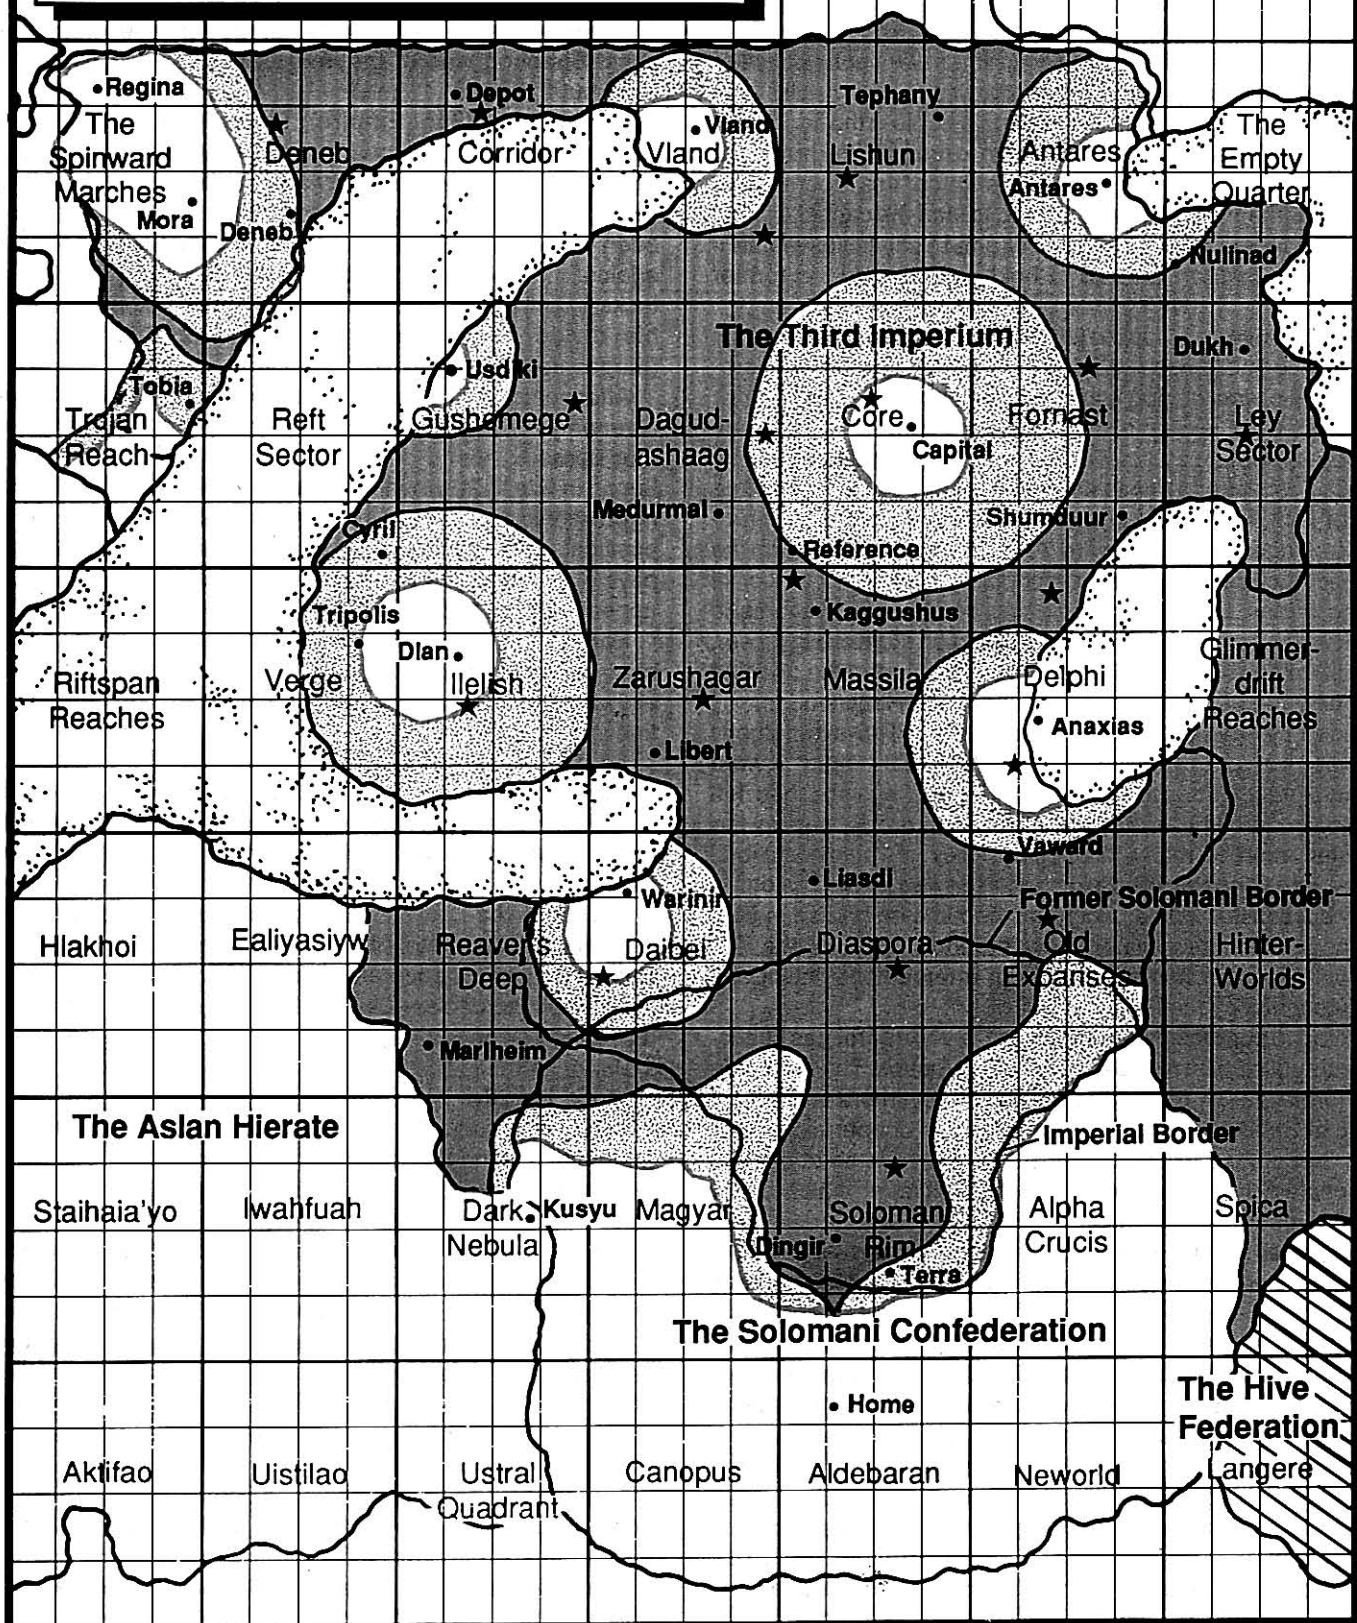 Regina
Depot
Tephany
The
Spinward
Marches
Deneb
Corridor
Vland
Vland
Lishun
Antares
Antares
The
Empty
Quarter
Mora
Deneb
Nulinad
The Third Imperium
Dukh
Usdiki
Tobia
Trojan
Reach
Reft
Sector
Gushemege
Dagud-
ashaag
Core
Capital
Fornast
Ley
Sector
Medurmal
Shumduur
Cyril
Reference
Kaggushus
Tripolis
Dlan
Riftspan
Reaches
Verge
Ilelish
Zarushagar
Massila
Delphi
Glimmer-
drift
Reaches
Anaxias
Libert
Vaward
Liasdi
Warinir
Former Solomani Border
Hlakhoi
Ealiyasiyw
Reaver's
Deep
Daibei
Diaspora
Old
Expanses
Hinter-
Worlds
Marlheim
The Aslan Hierate
Imperial Border
Staihaia'yo
Iwahfuah
Dark
Nebula
Kusyu
Magyar
Solomani
Rim
Dingir
Terra
Alpha
Crucis
Spica
The Solomani Confederation
Home
The Hive
Federation
Aktifao
Uistilao
Ustral
Quadrant
Canopus
Aldebaran
Neworld
Langere